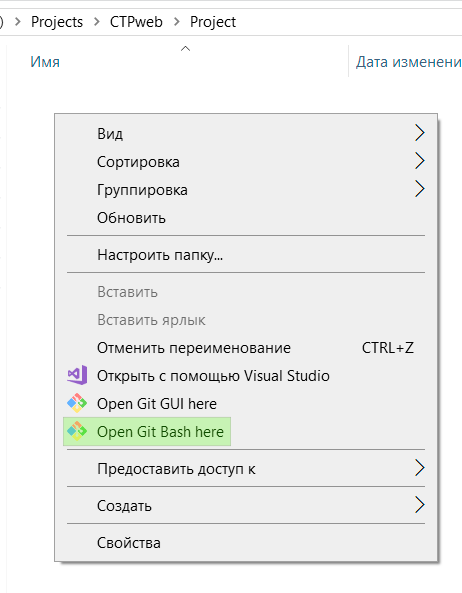 ) > Projects > CTPweb > Project
Имя
Дата изменени
Вид
Сортировка
Группировка
Обновить
Настроить папку...
Вставить
Вставить ярлык
Отменить переименование CTRL+Z
Открыть с помощью Visual Studio
Open Git GUI here
Open Git Bash here
Предоставить доступ к
Создать
Свойства